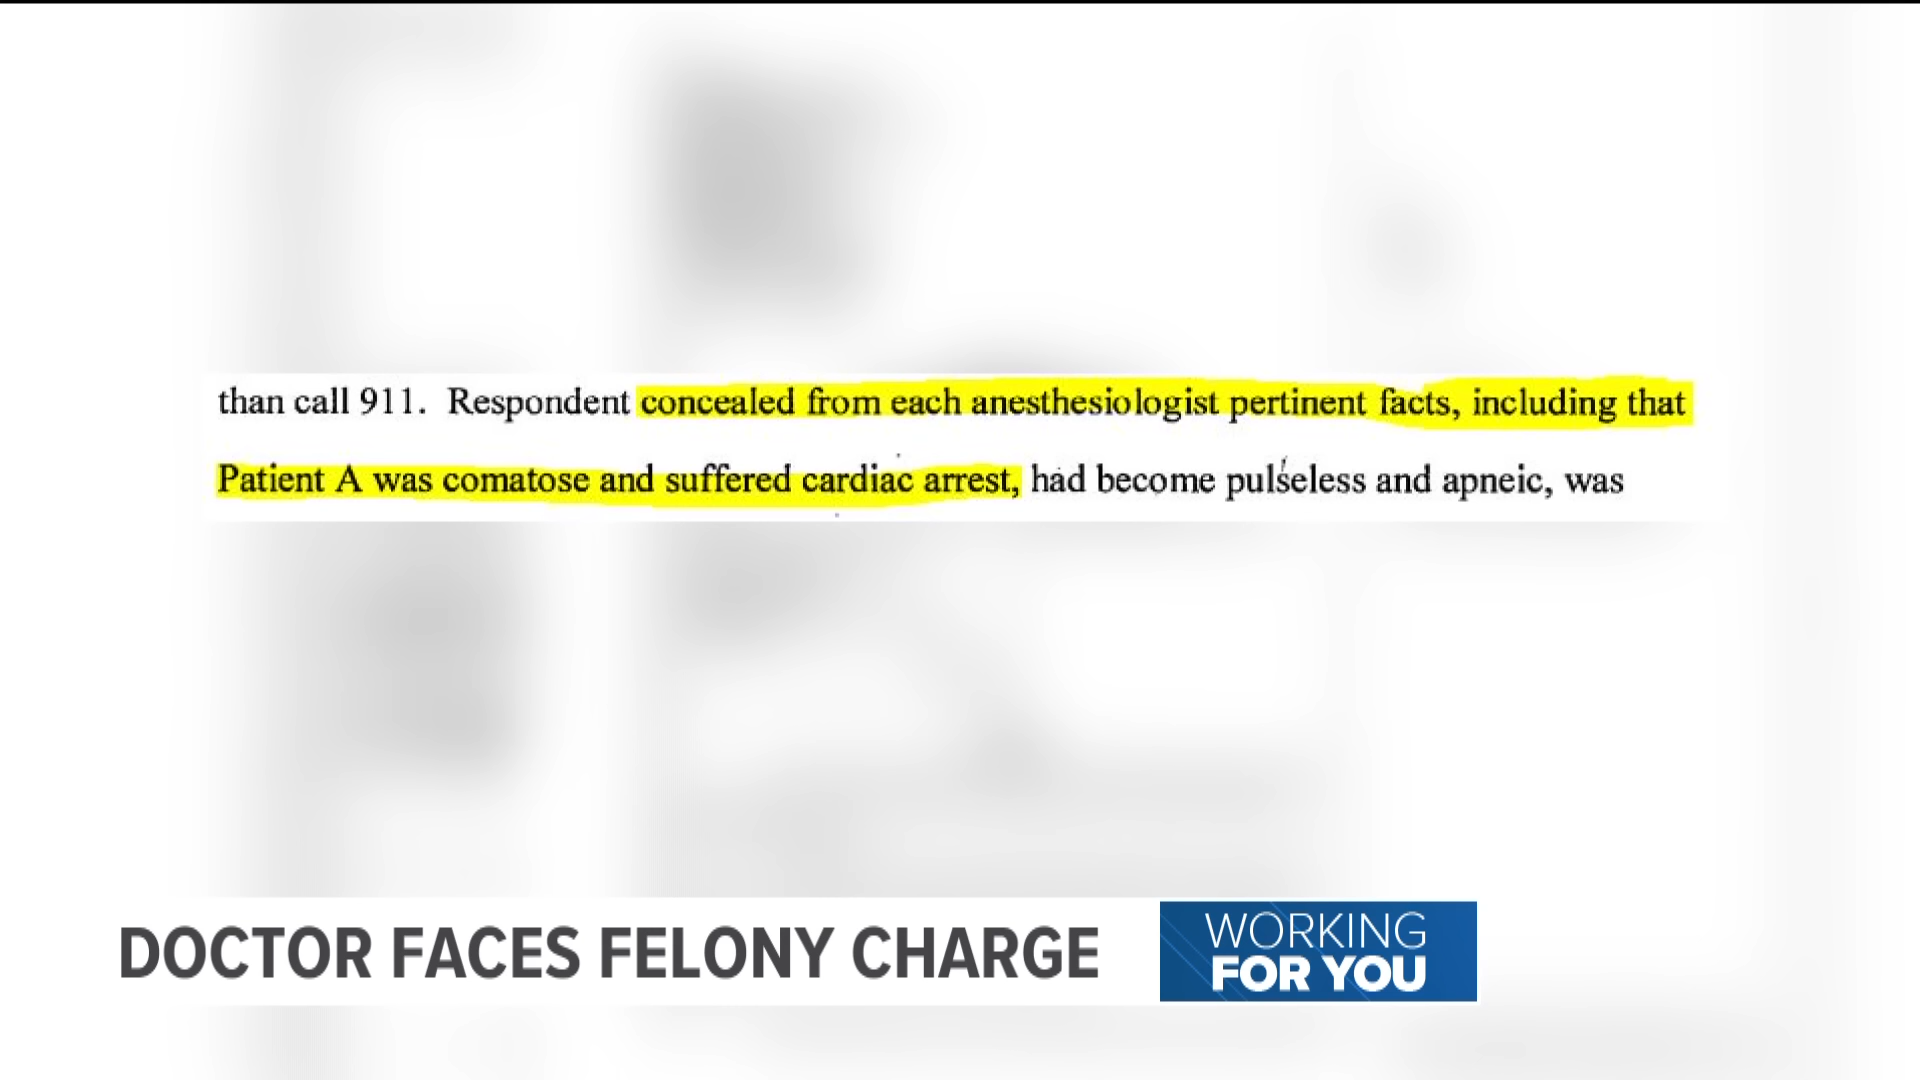 than call 911. Respondent concealed from each anesthesiologist pertinent facts, including that
Patient A was comatose and suffered cardiac arrest, had become pulseless and apneic, was
DOCTOR FACES FELONY CHARGE
WORKING
FOR YOU